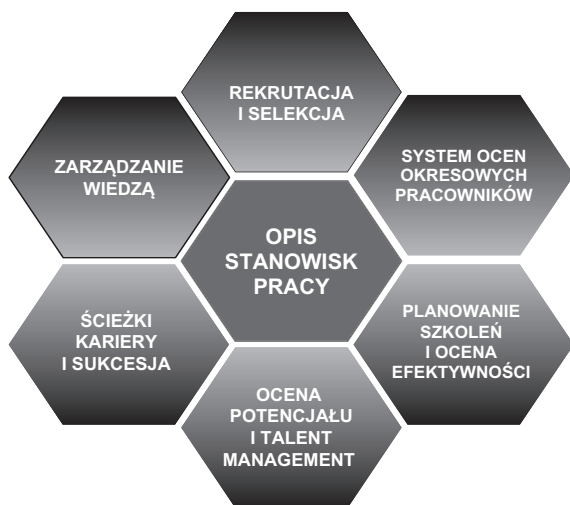 REKRUTACJA
I SELEKCJA
ZARZĄDZANIE
WIEDZĄ
SYSTEM OCEN
OKRESOWYCH
PRACOWNIKÓW
OPIS
STANOWISK
PRACY
ŚCIEŻKI
KARIERY
I SUKCESJA
PLANOWANIE
SZKOLEŃ
I OCENA
EFEKTYWNOŚCI
OCENA
POTENCJAŁU
I TALENT
MANAGEMENT